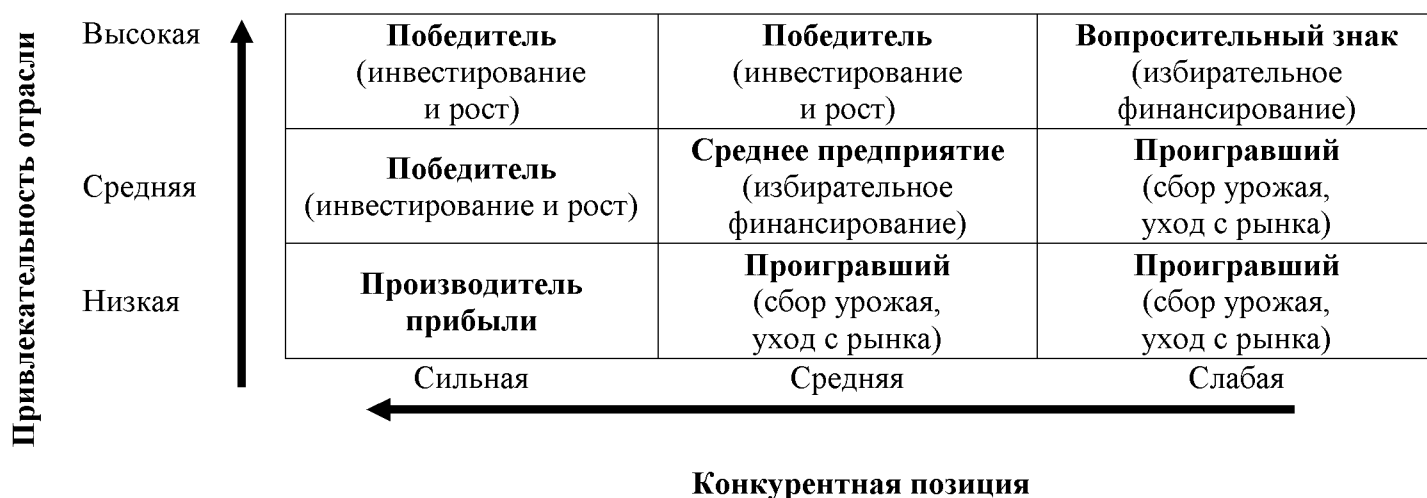 Привлекательность отрасли
Высокая
Победитель
(инвестирование
и рост)
Победитель
(инвестирование
и рост)
Вопросительный знак
(избирательное
финансирование)
Средняя
Победитель
(инвестирование и рост)
Среднее предприятие
(избирательное
финансирование)
Проигравший
(сбор урожая,
уход с рынка)
Низкая
Производитель
прибыли
Проигравший
(сбор урожая,
уход с рынка)
Проигравший
(сбор урожая,
уход с рынка)
Сильная
Средняя
Слабая
Конкурентная позиция